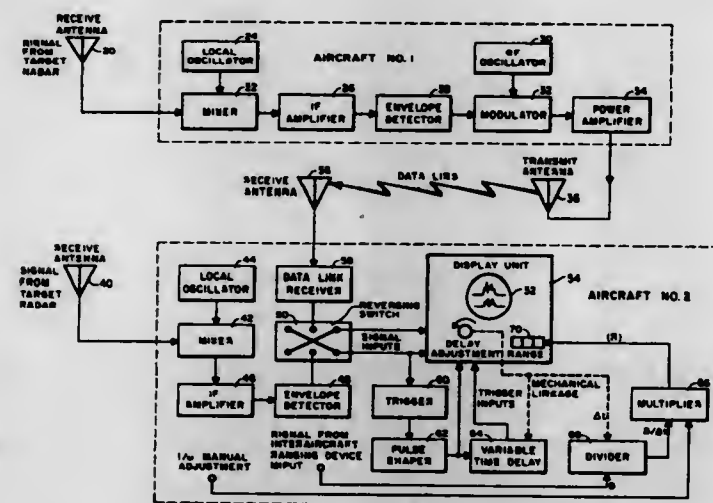 RECEIVE
ANTENNA
SIGNAL
FROM
TARGET
RADAR
20
LOCAL
OSCILLATOR
24
AIRCRAFT NO. 1
RF
OSCILLATOR
30
MIXER
22
IF
AMPLIFIER
26
ENVELOPE
DETECTOR
28
MODULATOR
32
POWER
AMPLIFIER
34
RECEIVE
ANTENNA
DATA LINK
TRANSMIT
ANTENNA
36
RECEIVE
ANTENNA
SIGNAL
FROM
TARGET
RADAR
40
LOCAL
OSCILLATOR
44
DATA LINK
RECEIVER
DISPLAY UNIT
52
54
AIRCRAFT NO. 2
MIXER
42
50
REVERSING
SWITCH
SIGNAL
INPUTS
DELAY
ADJUSTMENT
70
RANGE
(R)
IF
AMPLIFIER
46
ENVELOPE
DETECTOR
48
TRIGGER
60
TRIGGER
INPUTS
MECHANICAL
LINKAGE
MULTIPLIER
SIGNAL FROM
INTERAIRCRAFT
RANGING DEVICE
INPUT
PULSE
SHAPER
62
VARIABLE
TIME DELAY
64
DIVIDER
MANUAL
ADJUSTMENT